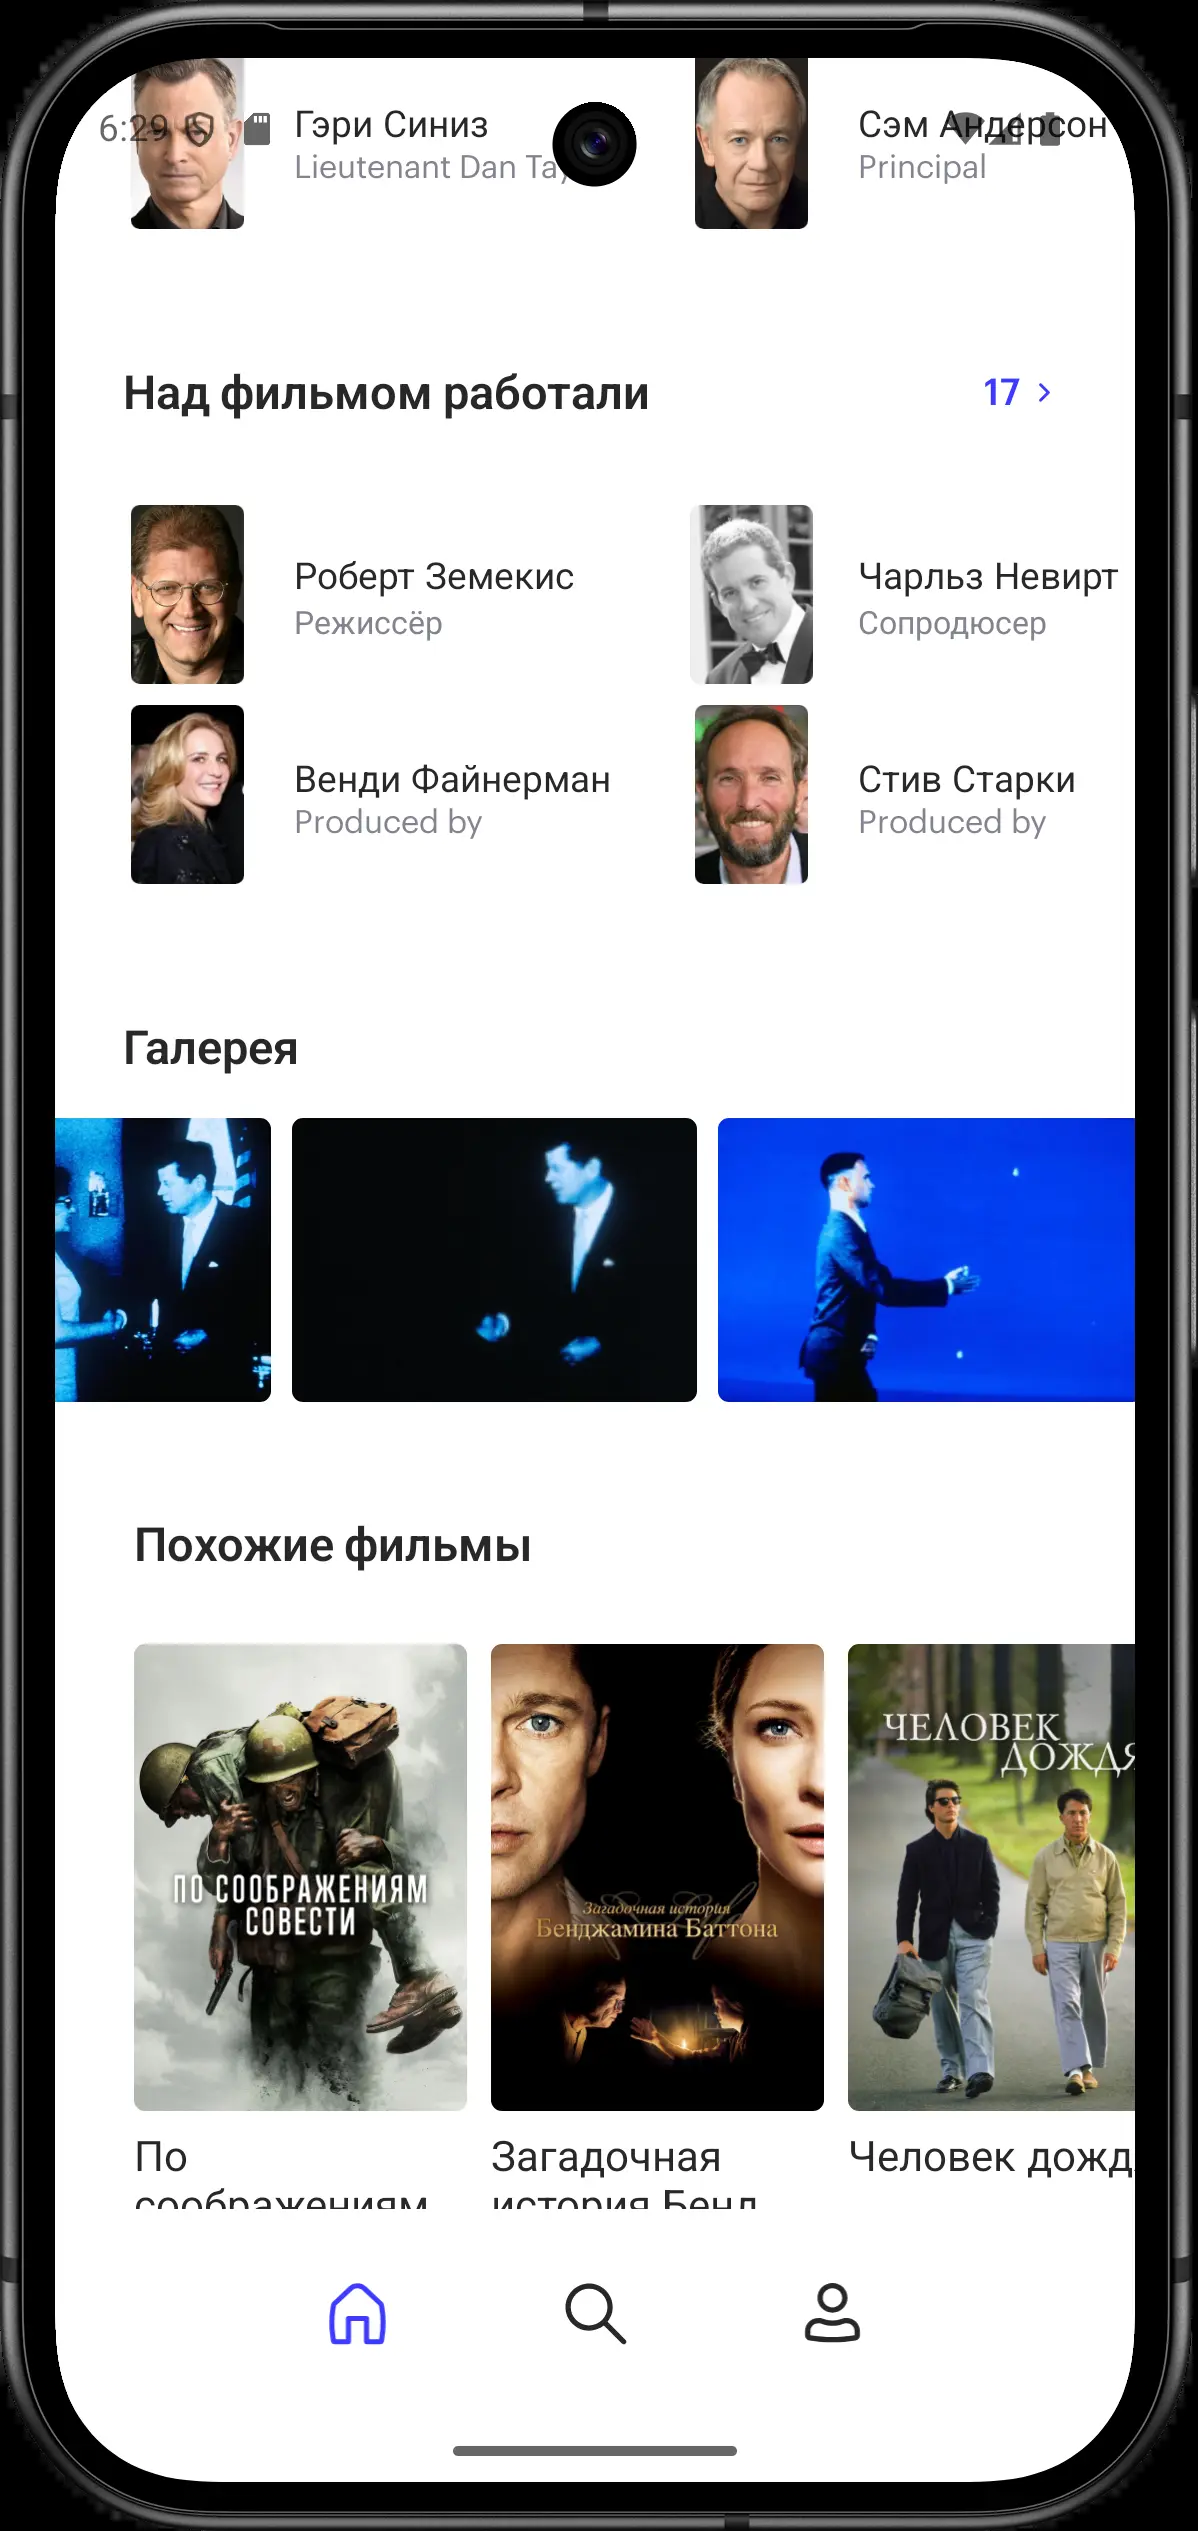 6:29
Гэри Синиз
Сэм Андерсон
Lieutenant Dan Tay
Principal
Над фильмом работали
17
Роберт Земекис
Чарльз Невирт
Режиссёр
Сопродюсер
Венди Файнерман
Стив Старки
Produced by
Produced by
Галерея
Похожие фильмы
ПО СООБРАЖЕНИЯМ
СОВЕСТИ
Загадочная история
Бенджамина Баттона
ЧЕЛОВЕК
ДОЖДЯ
По
соображениям
Загадочная
история Бенд
Человек дожд